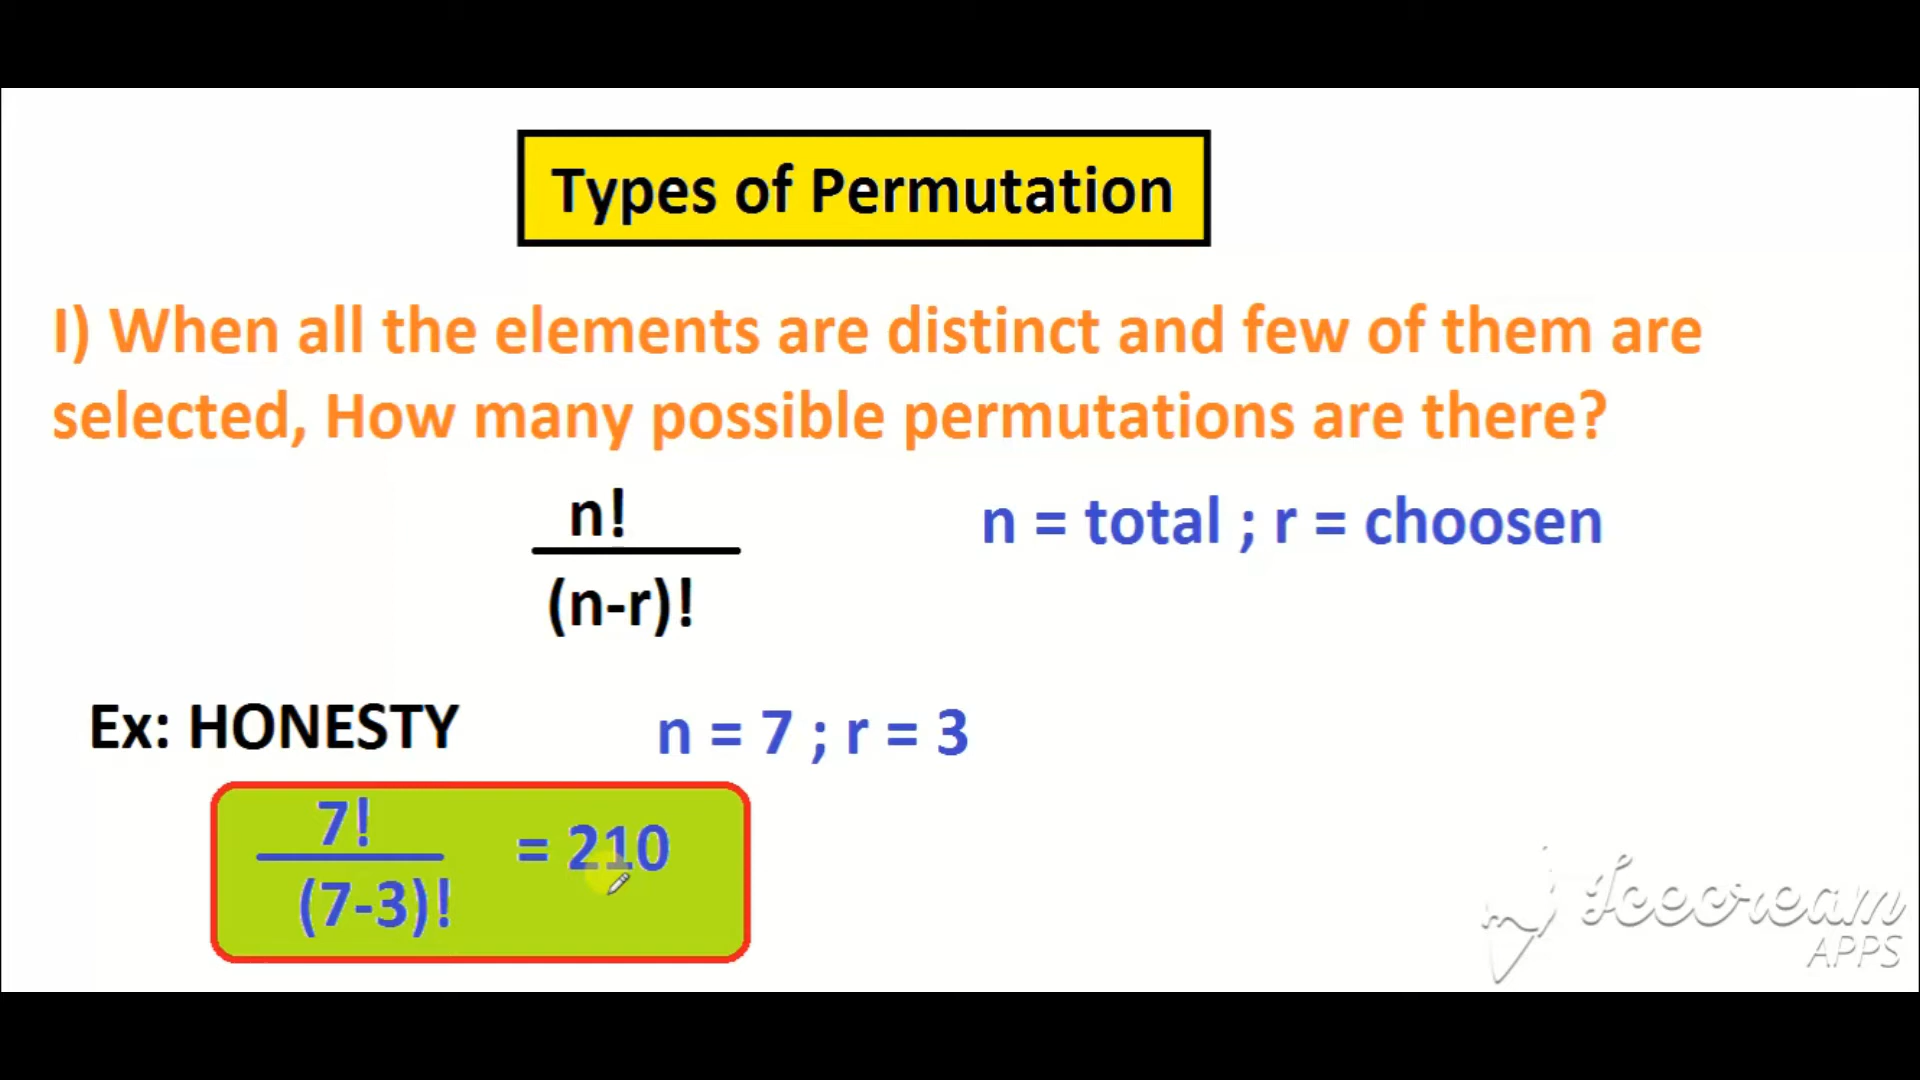 Types of Permutation
I) When all the elements are distinct and few of them are
selected, How many possible permutations are there?
n!
(n-r)!
n = total ; r = choosen
Ex: HONESTY
n = 7 ; r = 3
7!
(7-3)!
= 210
Icecream
APPS